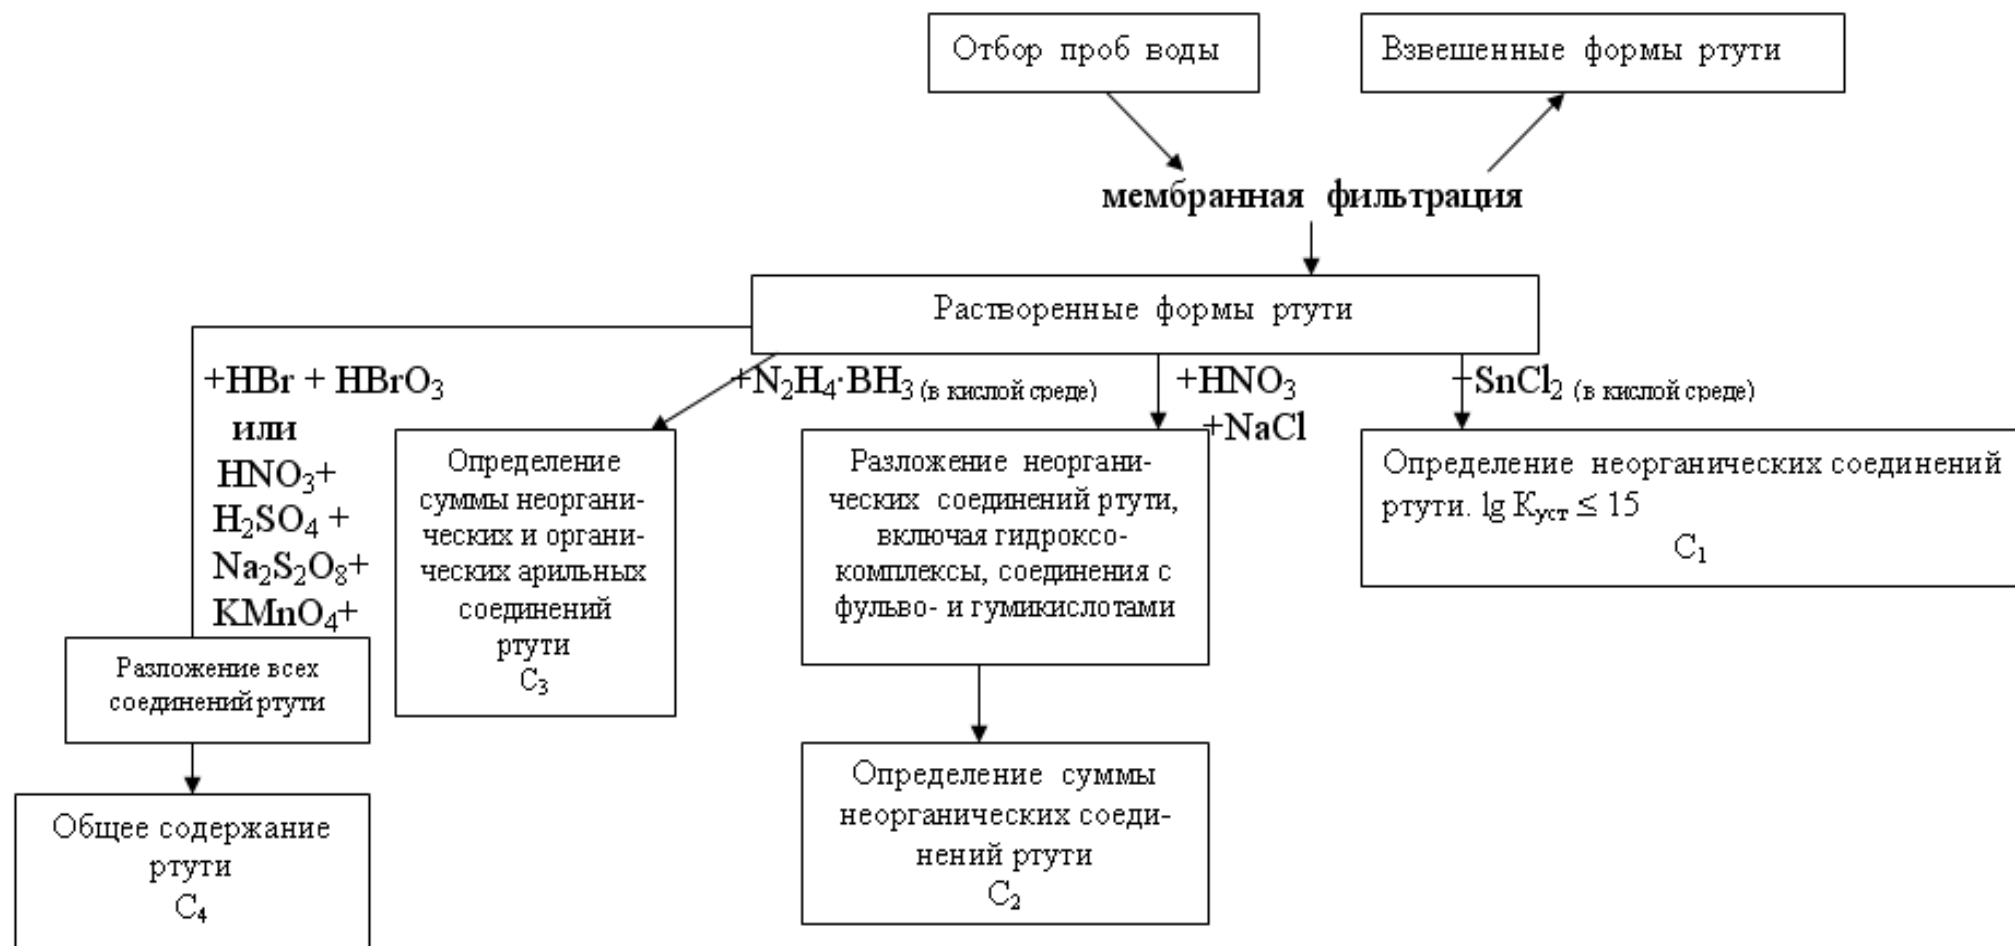 Отбор проб воды
Взвешенные формы ртути
мембранная фильтрация
Растворенные формы ртути
+HBr + HBrO₃
или
HNO₃+
H₂SO₄ +
Na₂S₂O₈+
KMnO₄+
Разложение всех
соединений ртути
Общее содержание
ртути
C₄
+N₂H₄·BH₃ (в кислой среде)
Определение
суммы неоргани-
ческих и органи-
ческих арильных
соединений
ртути
C₃
+HNO₃
+NaCl
Разложение неоргани-
ческих соединений ртути,
включая гидроксо-
комплексы, соединения с
фульво- и гумикислотами
Определение суммы
неорганических соеди-
нений ртути
C₂
+SnCl₂ (в кислой среде)
Определение неорганических соединений
ртути. lg Kуст ≤ 15
C₁